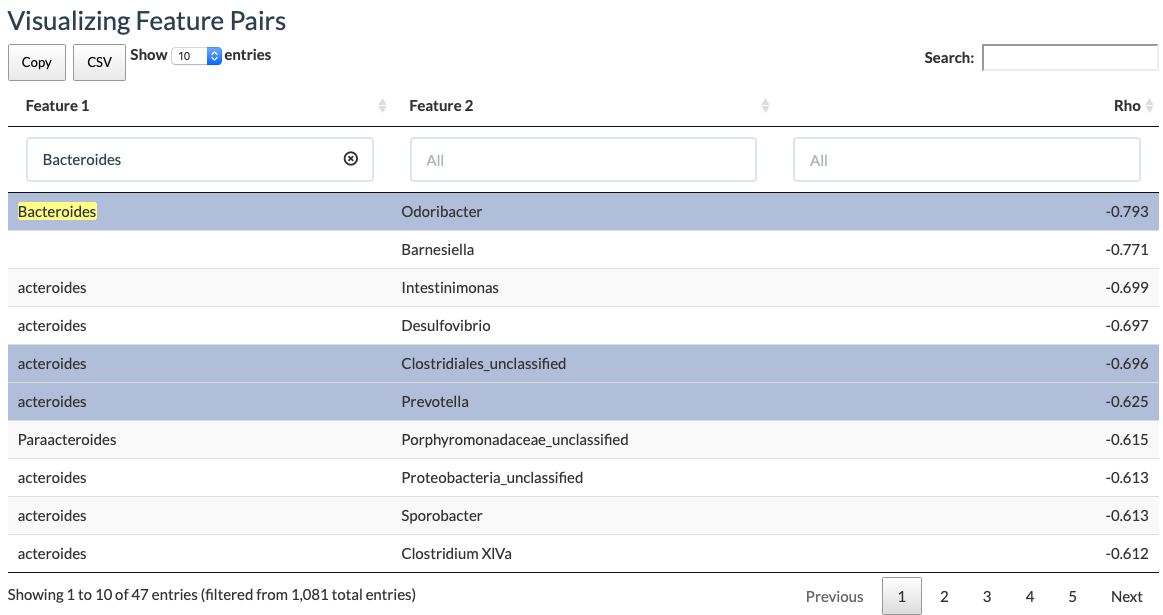 Visualizing Feature Pairs
Copy CSV Show 10 entries Search:
Feature 1 Feature 2 Rho
Bacteroides All All
Bacteroides Odoribacter -0.793
Barnesiella -0.771
acteroides Intestinimonas -0.699
acteroides Desulfovibrio -0.697
acteroides Clostridiales_unclassified -0.696
acteroides Prevotella -0.625
Paraacteroides Porphyromonadaceae_unclassified -0.615
acteroides Proteobacteria_unclassified -0.613
acteroides Sporobacter -0.613
acteroides Clostridium XlVa -0.612
Showing 1 to 10 of 47 entries (filtered from 1,081 total entries) Previous 1 2 3 4 5 Next